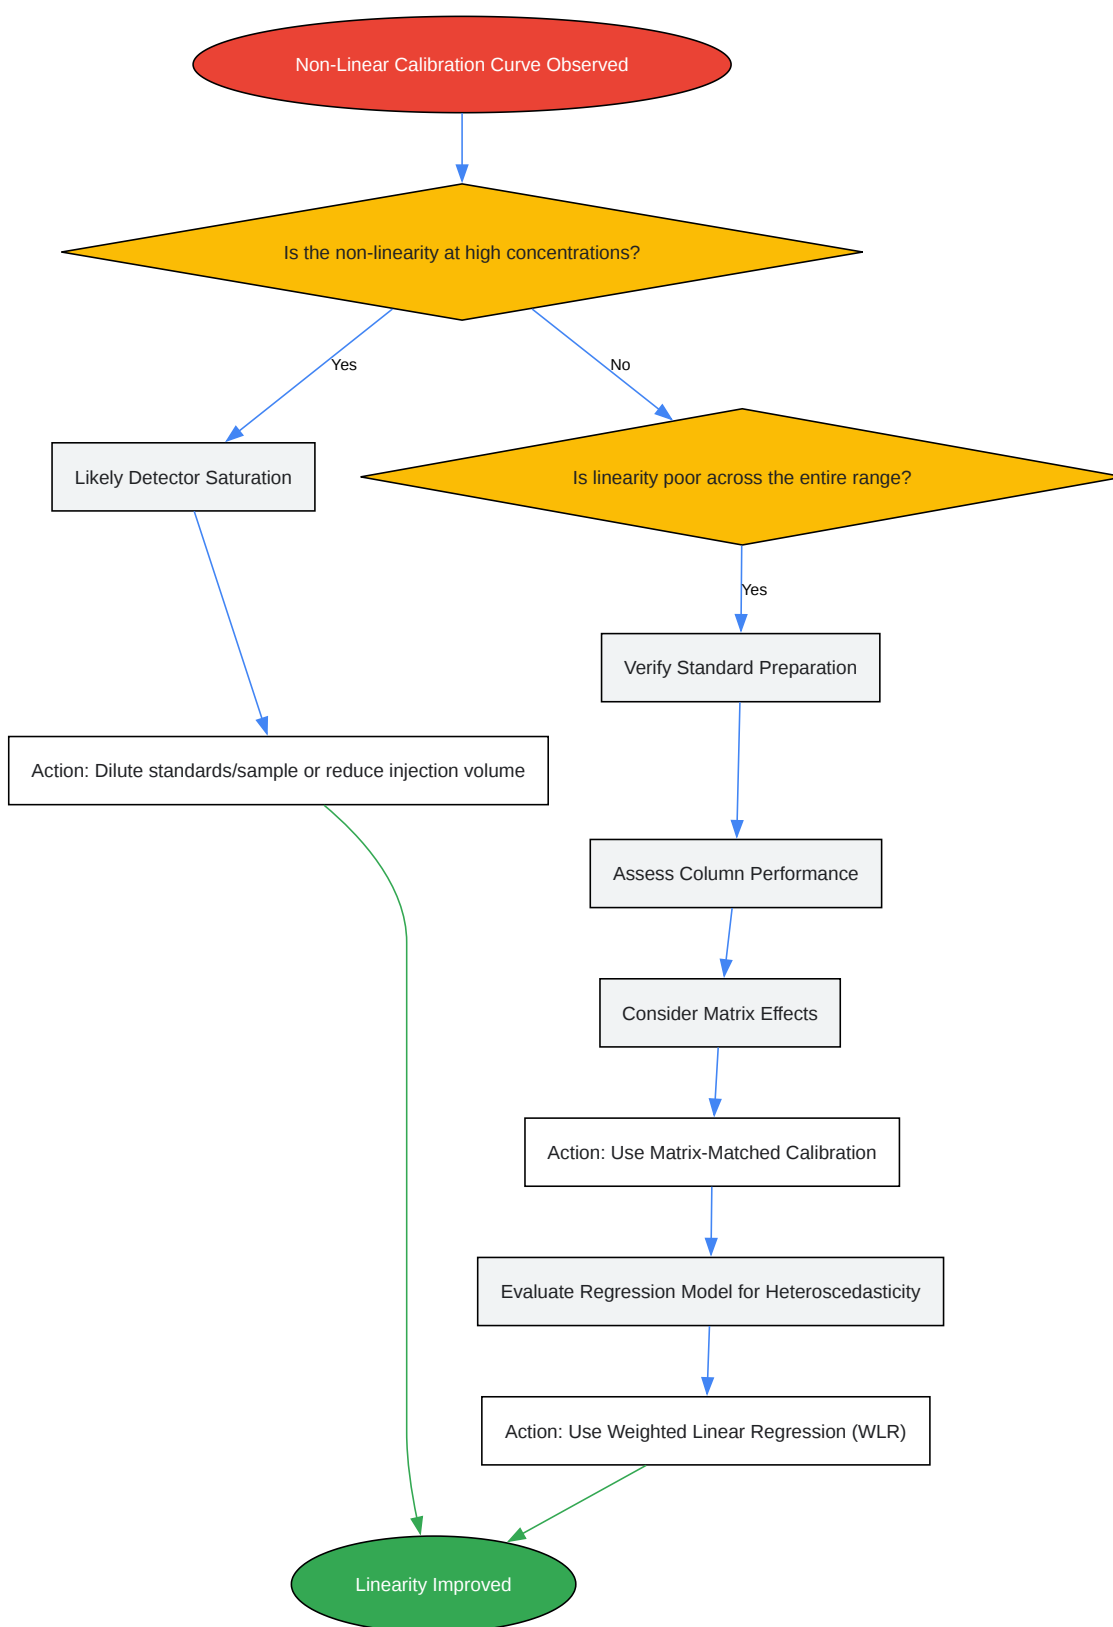 Non-Linear Calibration Curve Observed
Is the non-linearity at high concentrations?
Yes
No
Likely Detector Saturation
Is linearity poor across the entire range?
Yes
Verify Standard Preparation
Action: Dilute standards/sample or reduce injection volume
Assess Column Performance
Consider Matrix Effects
Action: Use Matrix-Matched Calibration
Evaluate Regression Model for Heteroscedasticity
Action: Use Weighted Linear Regression (WLR)
Linearity Improved